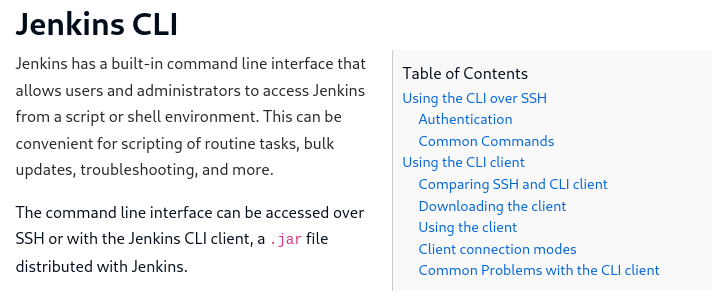 Jenkins CLI
Jenkins has a built-in command line interface that
allows users and administrators to access Jenkins
from a script or shell environment. This can be
convenient for scripting of routine tasks, bulk
updates, troubleshooting, and more.
The command line interface can be accessed over
SSH or with the Jenkins CLI client, a .jar file
distributed with Jenkins.
Table of Contents
Using the CLI over SSH
Authentication
Common Commands
Using the CLI client
Comparing SSH and CLI client
Downloading the client
Using the client
Client connection modes
Common Problems with the CLI client